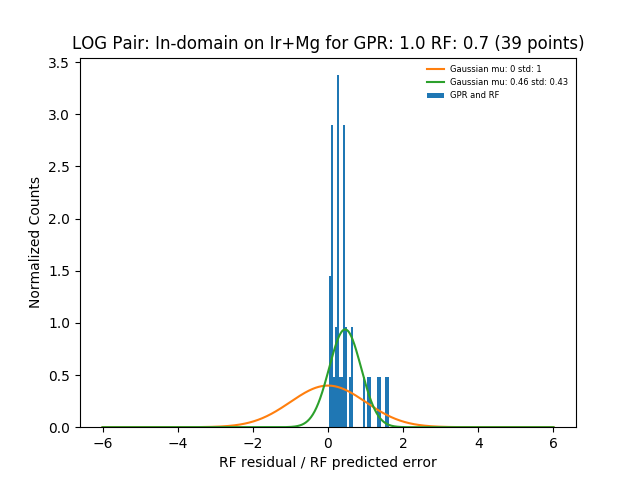 LOG Pair: In-domain on Ir+Mg for GPR: 1.0 RF: 0.7 (39 points)
Gaussian mu: 0 std: 1
Gaussian mu: 0.46 std: 0.43
GPR and RF
Normalized Counts
3.5
3.0
2.5
2.0
1.5
1.0
0.5
0.0
−6
−4
−2
0
2
4
6
RF residual / RF predicted error